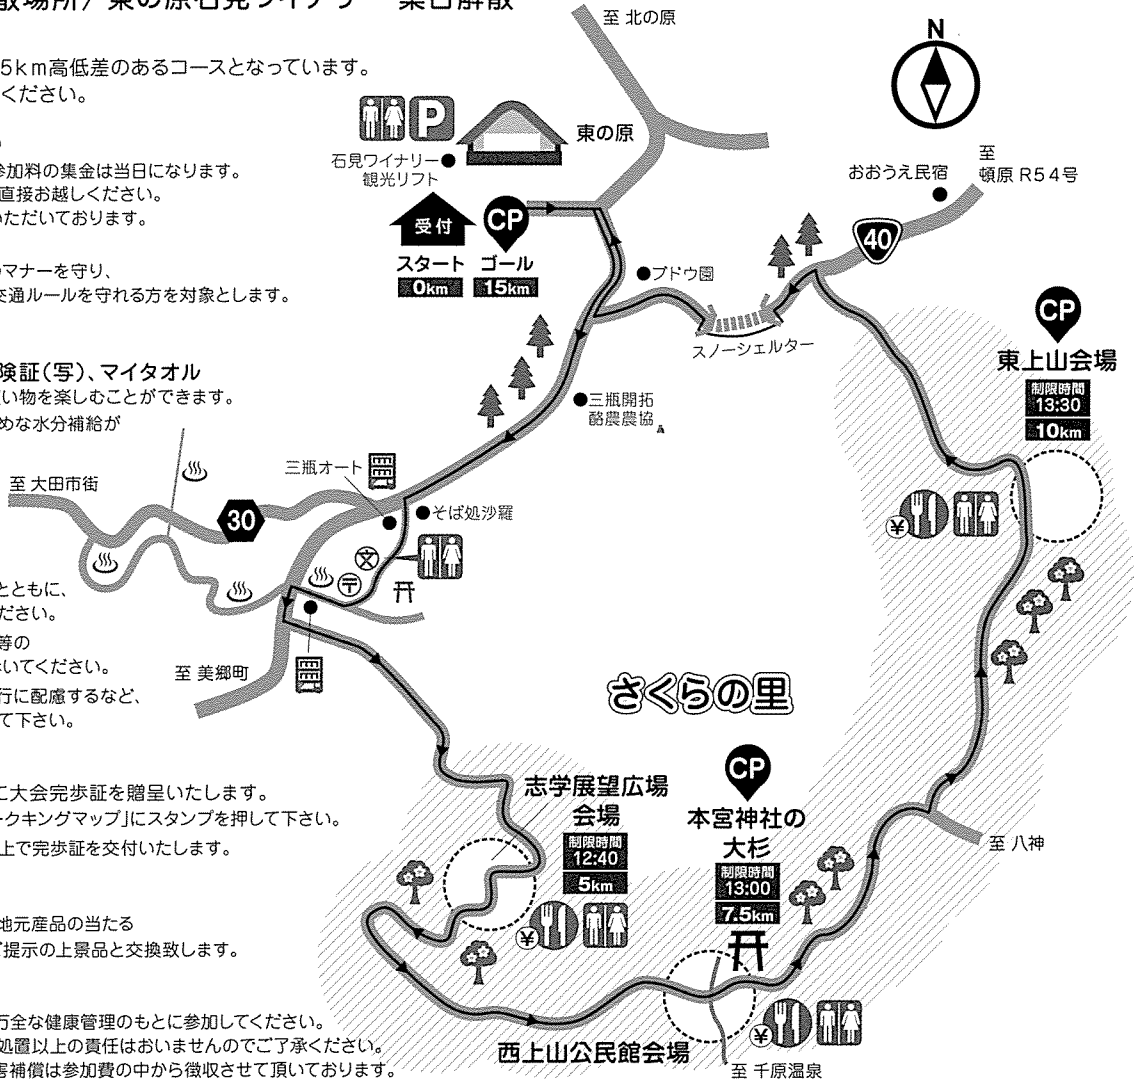 散場所／東の原石見ワイナリー 集合解散
5km高低差のあるコースとなっています。
ください。
参加料の集金は当日になります。
直接お越しください。
いただいております。
マナーを守り、
交通ルールを守れる方を対象とします。
険証(写)、マイタオル
い物を楽しむことができます。
めな水分補給が
とともに、
ださい。
等の
いてください。
行に配慮するなど、
て下さい。
に大会完歩証を贈呈いたします。
ークキングマップ」にスタンプを押して下さい。
上で完歩証を交付いたします。
地元産品の当たる
ご提示の上景品と交換致します。
万全な健康管理のもとに参加してください。
処置以上の責任はおいませんのでご了承ください。
害補償は参加費の中から徴収させて頂いております。
至 北の原
N
P
東の原
石見ワイナリー
観光リフト
受付
スタート
0km
CP
ゴール
15km
おおうえ民宿
至
頓原 R54号
40
ブドウ園
スノーシェルター
CP
東上山会場
制限時間
13:30
10km
¥
三瓶開拓
酪農農協
三瓶オート
至 大田市街
30
そば処沙羅
文
〒
至 美郷町
さくらの里
志学展望広場
会場
制限時間
12:40
5km
¥
CP
本宮神社の
大杉
制限時間
13:00
7.5km
至 八神
西上山公民館会場
¥
至 千原温泉